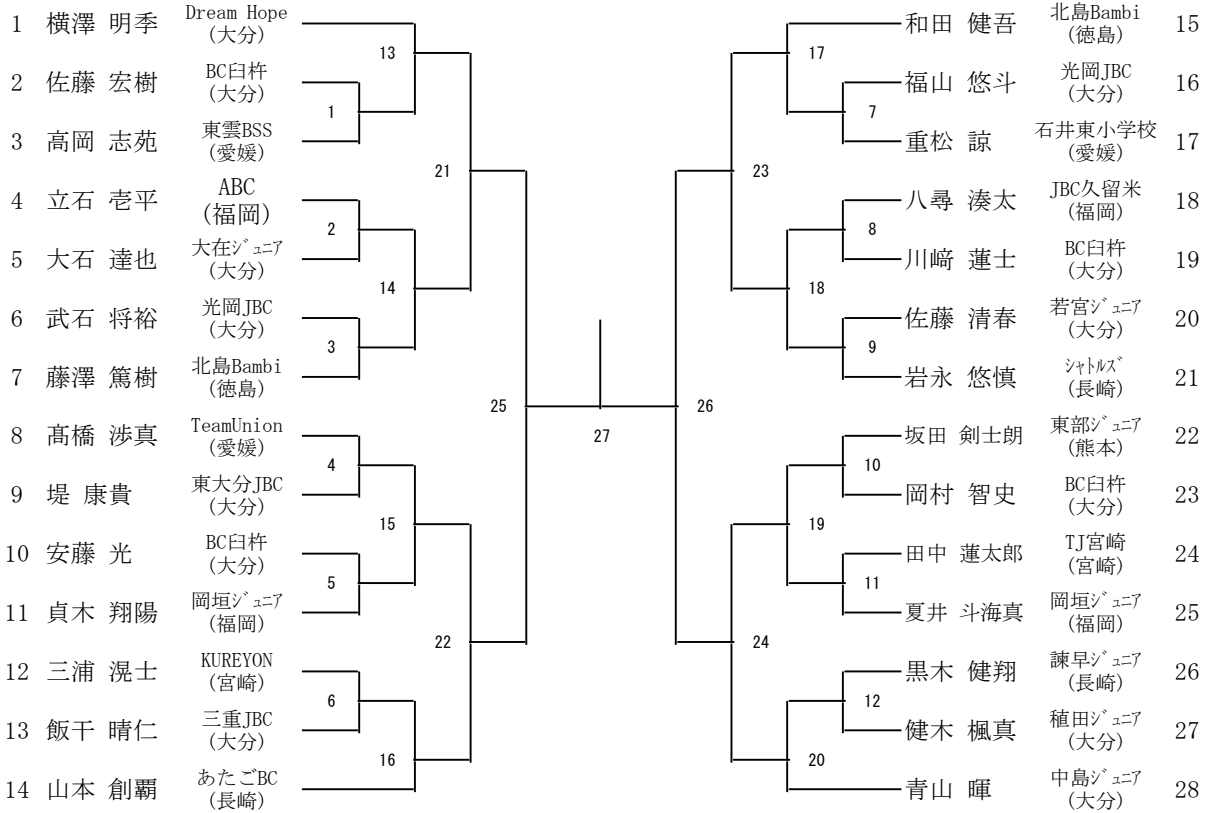 1 横澤 明季 Dream Hope (大分)
2 佐藤 宏樹 BC臼杵 (大分)
3 高岡 志苑 東雲BSS (愛媛)
4 立石 壱平 ABC (福岡)
5 大石 達也 大在ｼﾞｭﾆｱ (大分)
6 武石 将裕 光岡JBC (大分)
7 藤澤 篤樹 北島Bambi (徳島)
8 髙橋 渉真 TeamUnion (愛媛)
9 堤 康貴 東大分JBC (大分)
10 安藤 光 BC臼杵 (大分)
11 貞木 翔陽 岡垣ｼﾞｭﾆｱ (福岡)
12 三浦 滉士 KUREYON (宮崎)
13 飯干 晴仁 三重JBC (大分)
14 山本 創覇 あたごBC (長崎)
13
1
21
2
14
3
25
4
15
5
22
6
16
27
17
7
23
8
18
9
26
10
19
11
24
12
20
和田 健吾 北島Bambi (徳島) 15
福山 悠斗 光岡JBC (大分) 16
重松 諒 石井東小学校 (愛媛) 17
八尋 湊太 JBC久留米 (福岡) 18
川﨑 蓮士 BC臼杵 (大分) 19
佐藤 清春 若宮ｼﾞｭﾆｱ (大分) 20
岩永 悠慎 ｼｬﾄﾙｽﾞ (長崎) 21
坂田 剣士朗 東部ｼﾞｭﾆｱ (熊本) 22
岡村 智史 BC臼杵 (大分) 23
田中 蓮太郎 TJ宮崎 (宮崎) 24
夏井 斗海真 岡垣ｼﾞｭﾆｱ (福岡) 25
黒木 健翔 諫早ｼﾞｭﾆｱ (長崎) 26
健木 楓真 稙田ｼﾞｭﾆｱ (大分) 27
青山 暉 中島ｼﾞｭﾆｱ (大分) 28